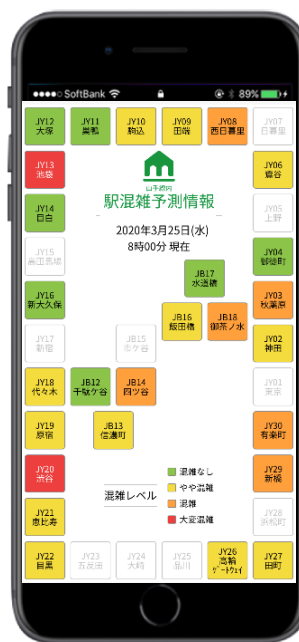 SoftBank
89%
JY12
大塚
JY11
巣鴨
JY10
駒込
JY09
田端
JY08
西日暮里
JY07
日暮里
JY13
池袋
JY06
鶯谷
山手線内
駅混雑予測情報
JY14
目白
JY05
上野
2020年3月25日(水)
8時00分 現在
JY15
高田馬場
JY04
御徒町
JB17
水道橋
JY16
新大久保
JY03
秋葉原
JB16
飯田橋
JB18
御茶ノ水
JY17
新宿
JB15
市ケ谷
JY02
神田
JY18
代々木
JB12
千駄ケ谷
JB14
四ツ谷
JY01
東京
JY19
原宿
JB13
信濃町
JY30
有楽町
JY20
渋谷
JY29
新橋
混雑レベル
混雑なし
やや混雑
混雑
大変混雑
JY21
恵比寿
JY28
浜松町
JY22
目黒
JY23
五反田
JY24
大崎
JY25
品川
JY26
高輪
ゲートウェイ
JY27
田町